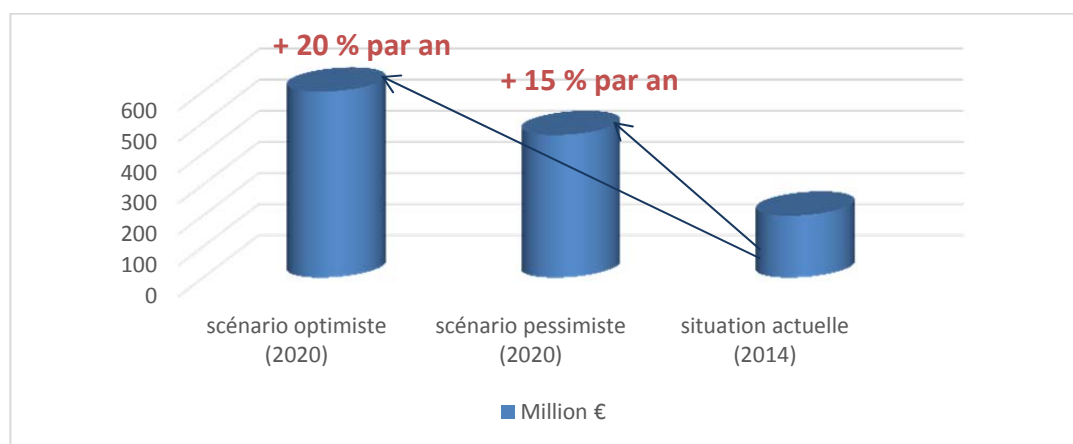 + 20 % par an
+ 15 % par an
600
500
400
300
200
100
0
scénario optimiste
(2020)
scénario pessimiste
(2020)
situation actuelle
(2014)
Million €